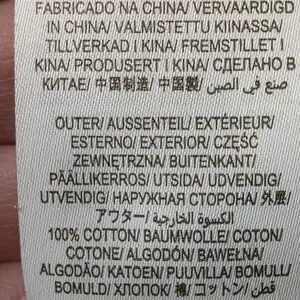 FABRICADO NA CHINA/ VERVAARDIGD
IN CHINA/ VALMISTETTU KIINASSA/
TILLVERKAD I KINA/ FREMSTILLET I
KINA/ PRODUSERT I KINA/ СДЕЛАНО В
КИТАЕ/ 中国制造/ 中国製/ صنع في الصين
OUTER/ AUSSENTEIL/ EXTÉRIEUR/
ESTERNO/ EXTERIOR/ CZĘŚĆ
ZEWNĘTRZNA/ BUITENKANT/
PÄÄLLIKERROS/ UTSIDA/ UDVENDIG/
UTVENDIG/ НАРУЖНАЯ СТОРОНА/ 外/
アウター/ الكسوة الخارجية
100% COTTON/ BAUMWOLLE/ COTON/
COTONE/ ALGODÓN/ BAWEŁNA/
ALGODÃO/ KATOEN/ PUUVILLA/ BOMULL/
BOMULD/ ХЛОПОК/ 棉/ コットン/ قطن